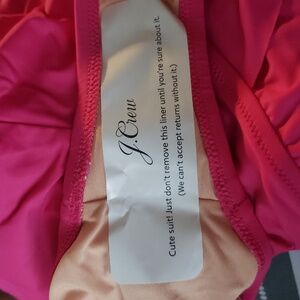 J.Crew
Cute suit! Just don't remove this liner until you're sure about it.
(We can't accept returns without it.)